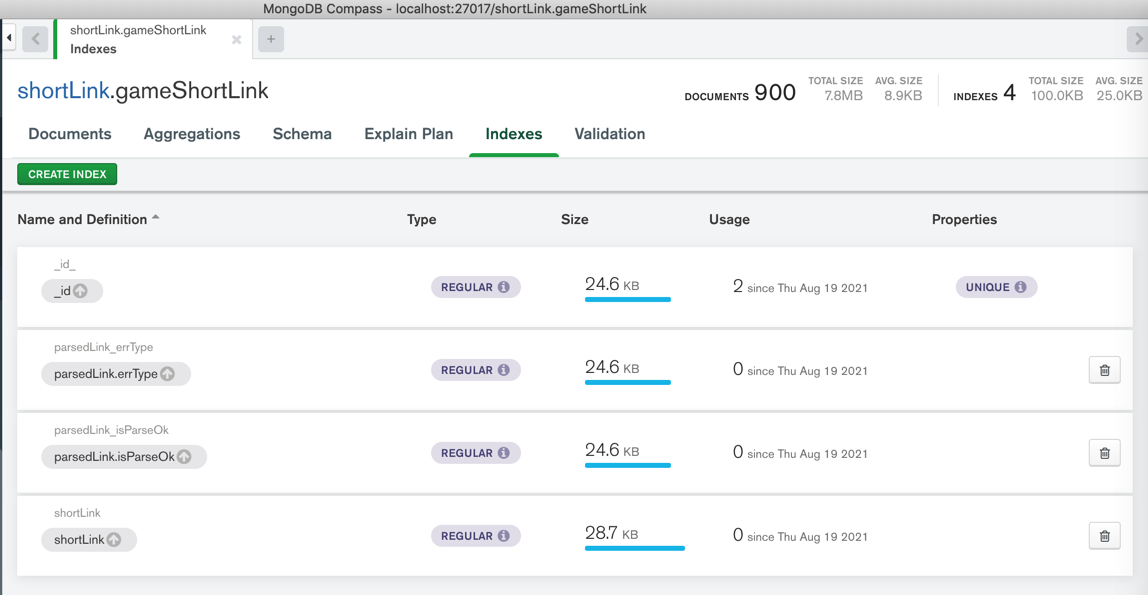 MongoDB Compass - localhost:27017/shortLink.gameShortLink
shortLink.gameShortLink
Indexes
shortLink.gameShortLink
DOCUMENTS 900
TOTAL SIZE
7.8MB
AVG. SIZE
8.9KB
INDEXES 4
TOTAL SIZE
100.0KB
AVG. SIZE
25.0KB
Documents Aggregations Schema Explain Plan Indexes Validation
CREATE INDEX
Name and Definition Type Size Usage Properties
_id_
_id REGULAR 24.6 KB 2 since Thu Aug 19 2021 UNIQUE
parsedLink_errType
parsedLink.errType REGULAR 24.6 KB 0 since Thu Aug 19 2021
parsedLink_isParseOk
parsedLink.isParseOk REGULAR 24.6 KB 0 since Thu Aug 19 2021
shortLink
shortLink REGULAR 28.7 KB 0 since Thu Aug 19 2021